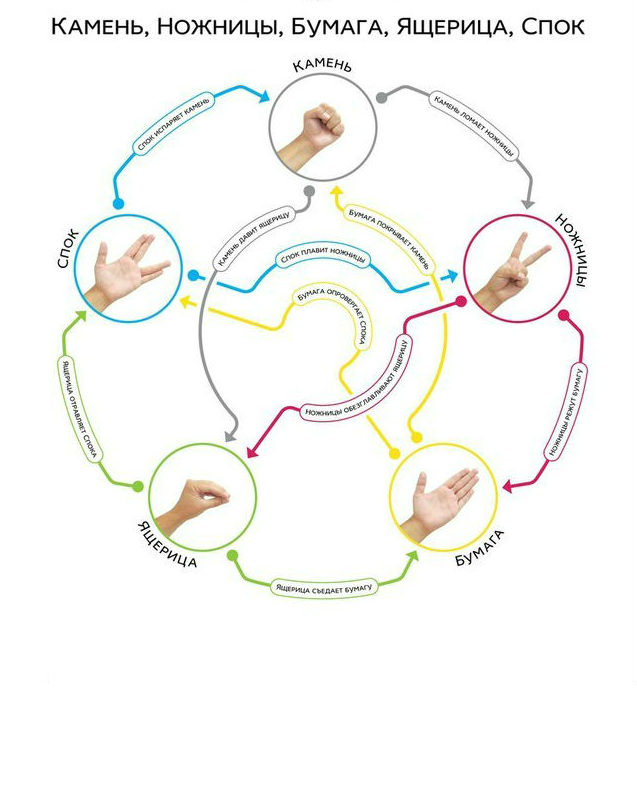 Камень, Ножницы, Бумага, Ящерица, Спок
КАМЕНЬ
СПОК ИСПАРЯЕТ КАМЕНЬ
КАМЕНЬ ЛОМАЕТ НОЖНИЦЫ
СПОК
КАМЕНЬ ДАВИТ ЯЩЕРИЦУ
БУМАГА ПОКРЫВАЕТ КАМЕНЬ
НОЖНИЦЫ
СПОК ПЛАВИТ НОЖНИЦЫ
БУМАГА ОПРОВЕРГАЕТ СПОКА
НОЖНИЦЫ ОБЕЗГЛАВЛИВАЮТ ЯЩЕРИЦУ
ЯЩЕРИЦА ОТРАВЛЯЕТ СПОКА
НОЖНИЦЫ РЕЖУТ БУМАГУ
ЯЩЕРИЦА
БУМАГА
ЯЩЕРИЦА СЪЕДАЕТ БУМАГУ